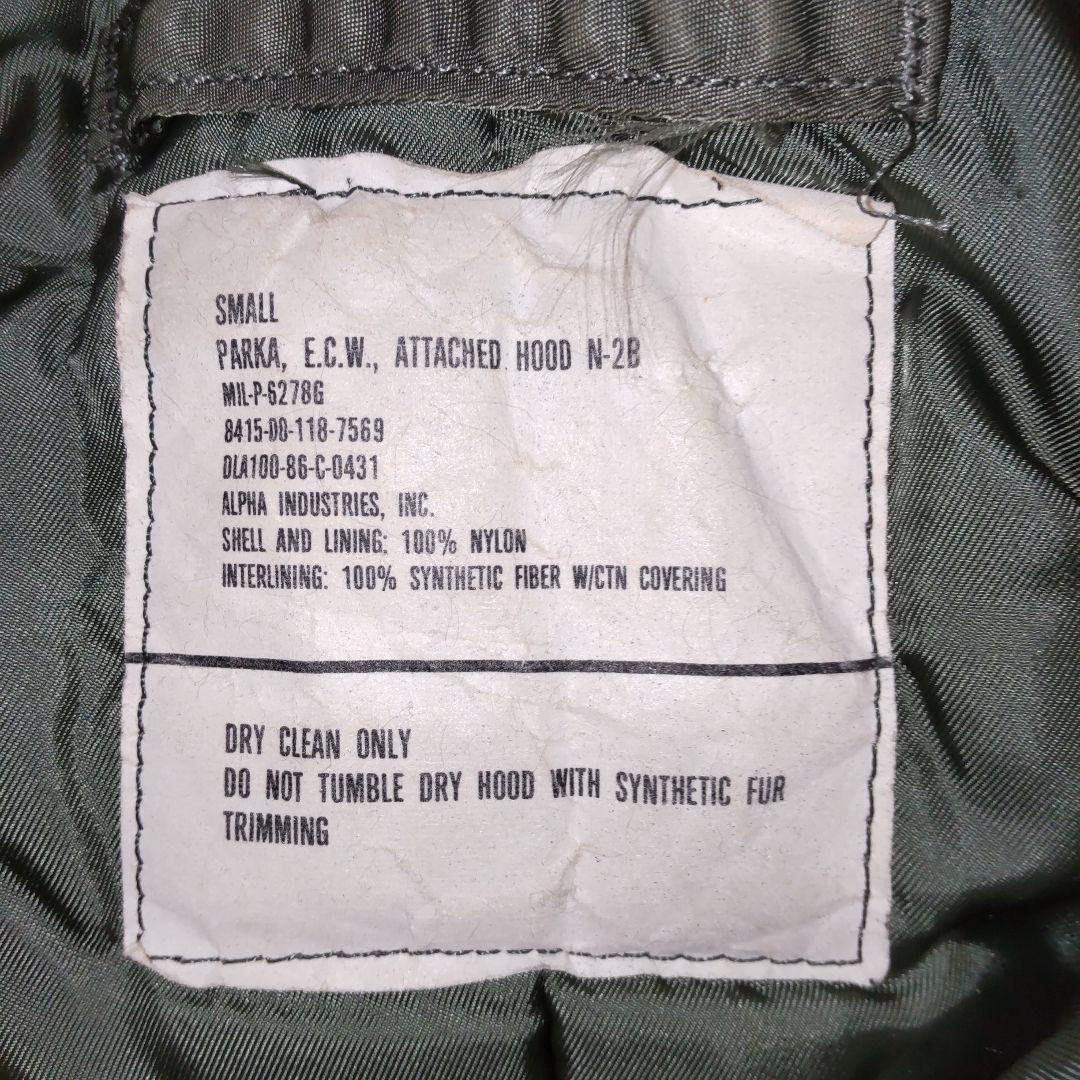 SMALL
PARKA, E.C.W., ATTACHED HOOD N-2B
MIL-P-6278G
8415-00-118-7569
DLA100-86-C-0431
ALPHA INDUSTRIES, INC.
SHELL AND LINING: 100% NYLON
INTERLINING: 100% SYNTHETIC FIBER W/CTN COVERING
DRY CLEAN ONLY
DO NOT TUMBLE DRY HOOD WITH SYNTHETIC FUR
TRIMMING